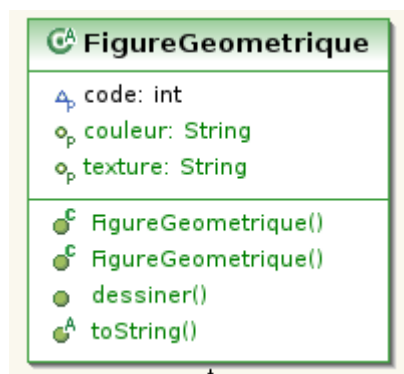 FigureGeometrique
code: int
couleur: String
texture: String
FigureGeometrique()
FigureGeometrique()
dessiner()
toString()